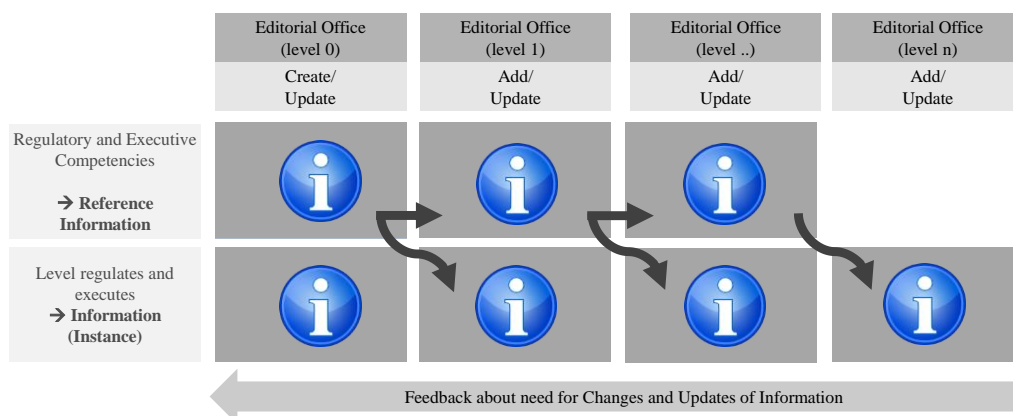 Editorial Office
(level 0)
Editorial Office
(level 1)
Editorial Office
(level ..)
Editorial Office
(level n)
Create/
Update
Add/
Update
Add/
Update
Add/
Update
Regulatory and Executive
Competencies
→ Reference
Information
Level regulates and
executes
→ Information
(Instance)
Feedback about need for Changes and Updates of Information